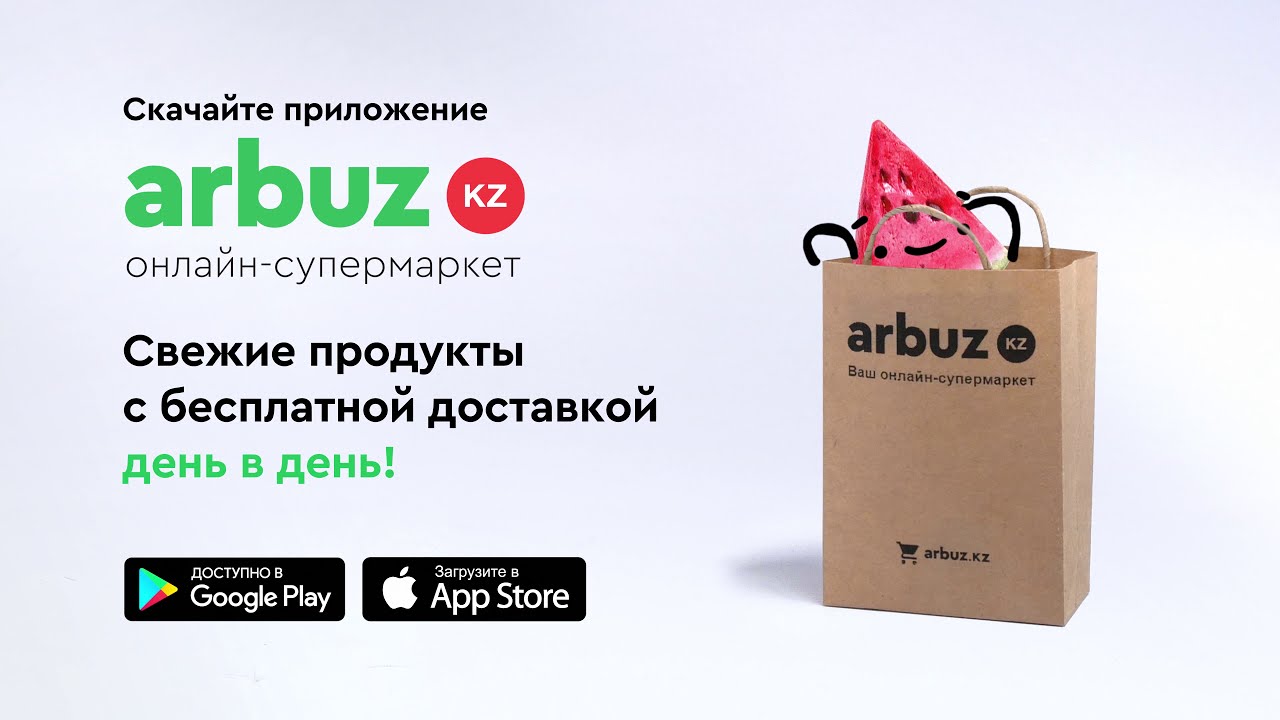 Скачайте приложение
arbuz KZ
онлайн-супермаркет
Свежие продукты
с бесплатной доставкой
день в день!
ДОСТУПНО В
Google Play
Загрузите в
App Store
arbuz KZ
Ваш онлайн-супермаркет
arbuz.kz